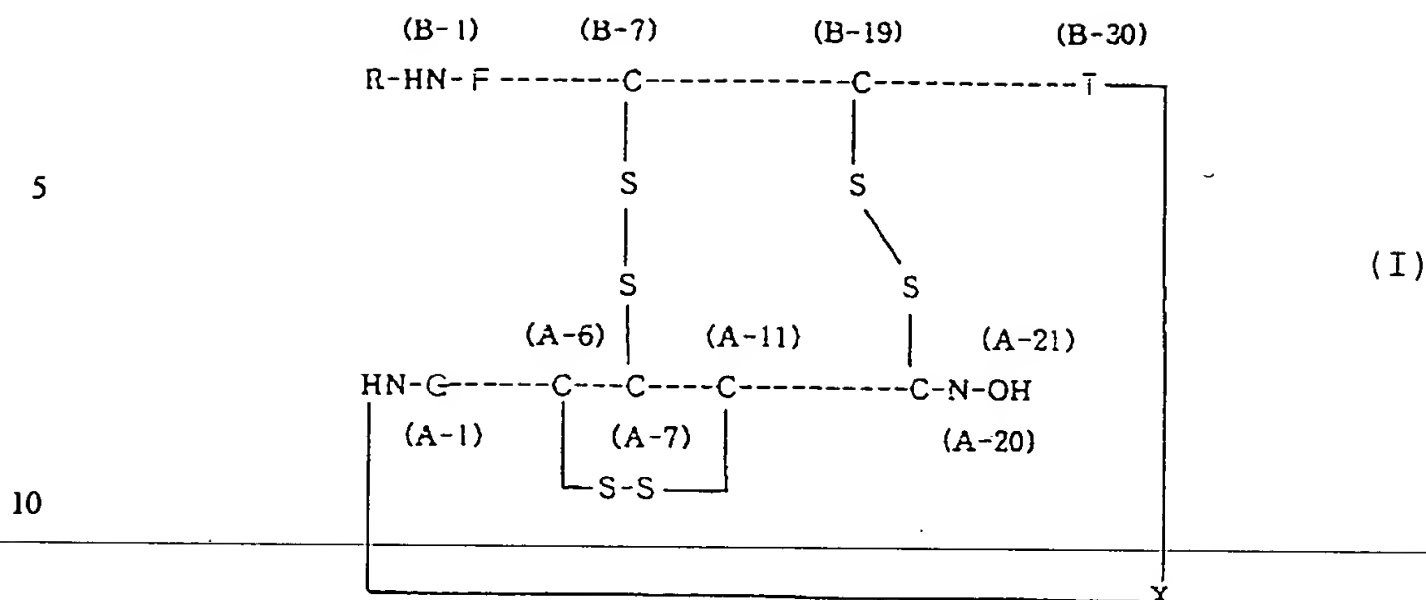 (B-1) (B-7) (B-19) (B-30)
R-HN-F-------C-----------C-----------T
5 S S
(I)
S S
(A-6) (A-11) (A-21)
HN-G-----C---C----C---------C-N-OH
(A-1) (A-7) (A-20)
S-S
10
X